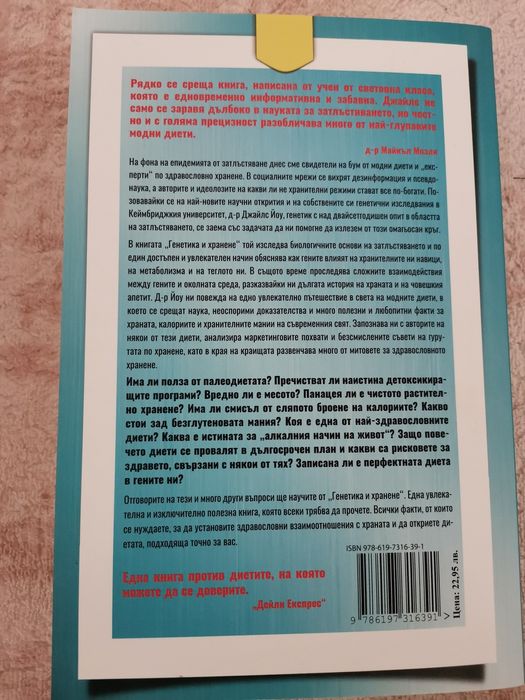 Рядко се среща книга, написана от учен от световна класа,
която е едновременно информативна и забавна. Джайлс не
само се заравя дълбоко в науката за затлъстяването, но чест-
но и с голяма прецизност разобличава много от най-глупавите
модни диети.
д-р Майкъл Мозли
На фона на епидемията от затлъстяване днес сме свидетели на бум от модни диети и „екс-
перти“ по здравословно хранене. В социалните мрежи се вихрят дезинформация и псевдо-
наука, а авторите и идеолозите на какви ли не хранителни режими стават все по-богати. По-
зовавайки се на най-новите научни открития и на собствените си генетични изследвания в
Кеймбриджкия университет, д-р Джайлс Йоу, генетик с над двайсетгодишен опит в областта
на затлъстяването, се заема със задачата да ни помогне да излезем от този омагьосан кръг.
В книгата „Генетика и хранене“ той изследва биологичните основи на затлъстяването и по
един достъпен и увлекателен начин обяснява как гените влияят на хранителните ни навици,
на метаболизма и на теглото ни. В същото време проследява сложните взаимодействия
между гените и околната среда, разказвайки ни дългата история на храната и на човешкия
апетит. Д-р Йоу ни повежда на едно увлекателно пътешествие в света на модните диети, в
което се срещат наука, неоспорими доказателства и много полезни и любопитни факти за
храната, калориите и хранителните мании на съвременния свят. Запознава ни с авторите на
някои от тези диети, анализира маркетинговите похвати и безсмислените съвети на гуру-
тата по хранене, като в края на краищата развенчава много от митовете за здравословното
хранене.
Има ли полза от палеодиетата? Пречистват ли наистина детоксикира-
щите програми? Вредно ли е месото? Панацея ли е чистото растител-
но хранене? Има ли смисъл от сляпото броене на калориите? Какво
стои зад безглутеновата мания? Коя е една от най-здравословните
диети? Каква е истината за „алкалния начин на живот“? Защо пове-
чето диети се провалят в дългосрочен план и какви са рисковете за
здравето, свързани с някои от тях? Записана ли е перфектната диета
в гените ни?
Отговорите на тези и много други въпроси ще научите от „Генетика и хранене“. Една увлека-
телна и изключително полезна книга, която всеки трябва да прочете. Всички факти, от които
се нуждаете, за да установите здравословни взаимоотношения с храната и да откриете ди-
етата, подходяща точно за вас.
Една книга против диетите, на която
можете да се доверите.
„Дейли Експрес“
ISBN 978-619-7316-39-1
9 786197 316391
Цена: 22,95 лв.